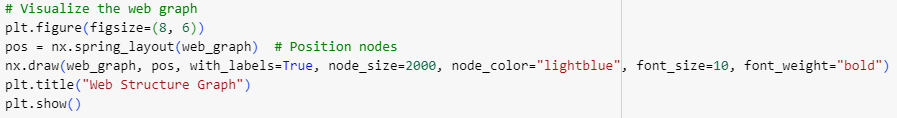 # Visualize the web graph
plt.figure(figsize=(8, 6))
pos = nx.spring_layout(web_graph)  # Position nodes
nx.draw(web_graph, pos, with_labels=True, node_size=2000, node_color="lightblue", font_size=10, font_weight="bold")
plt.title("Web Structure Graph")
plt.show()